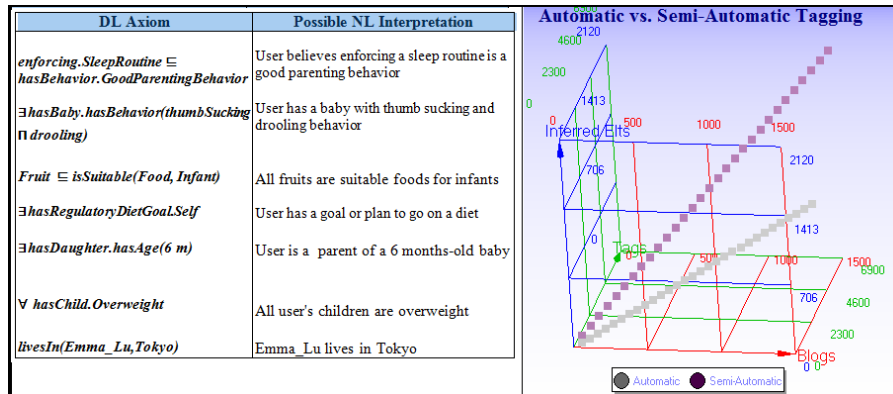 DL Axiom
Possible NL Interpretation
enforcing.SleepRoutine ⊑
hasBehavior.GoodParentingBehavior
User believes enforcing a sleep routine is a
good parenting behavior
∃hasBaby.hasBehavior(thumbSucking
⊓ drooling)
User has a baby with thumb sucking and
drooling behavior
Fruit ⊑ isSuitable(Food, Infant)
All fruits are suitable foods for infants
∃hasRegulatoryDietGoal.Self
User has a goal or plan to go on a diet
∃hasDaughter.hasAge(6 m)
User is a parent of a 6 months-old baby
∀ hasChild.Overweight
All user's children are overweight
livesIn(Emma_Lu,Tokyo)
Emma_Lu lives in Tokyo
Automatic vs. Semi-Automatic Tagging
4600
2120
2300
0
1413
0
500
1000
1500
Inferred Elts
2120
706
1413
0
Tags
0
500
1000
1500
6900
706
4600
2300
Blogs
0 0
Automatic
Semi-Automatic